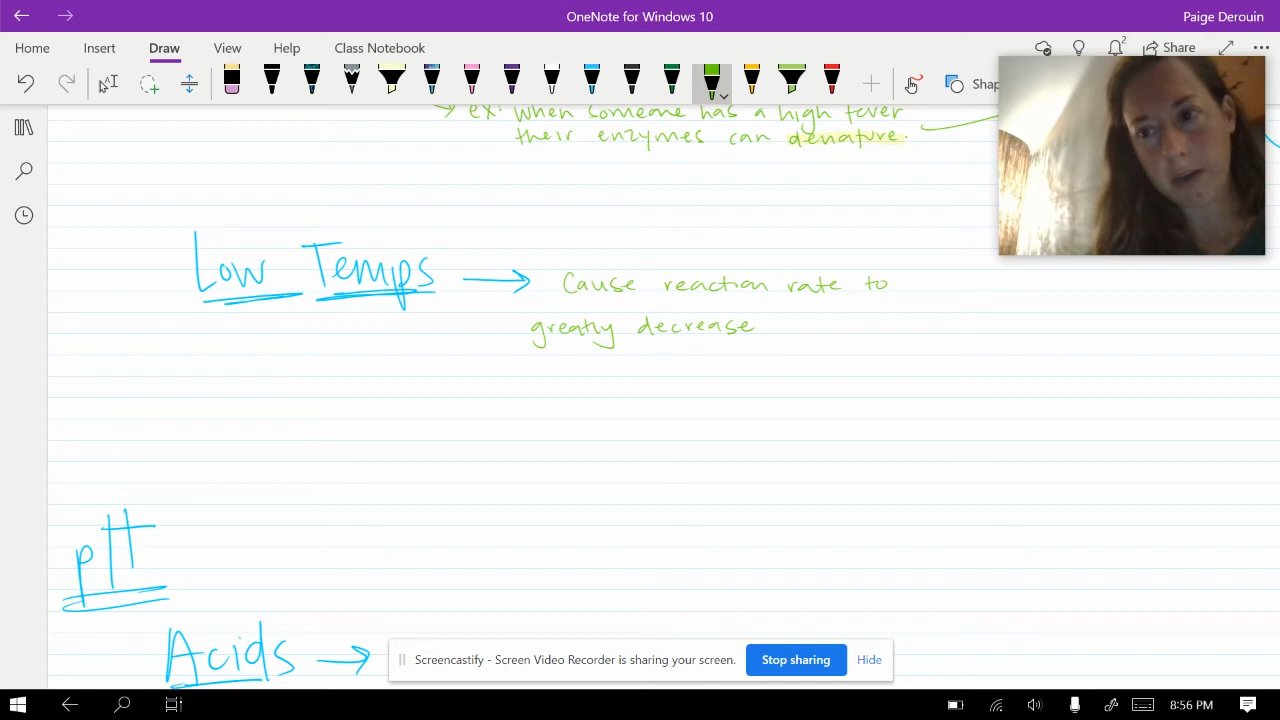 OneNote for Windows 10
Paige Derouin
Home Insert Draw View Help Class Notebook
2
Share
Shap
→ ex: when someone has a high fever
their enzymes can denature.
Low Temps → Cause reaction rate to
greatly decrease
pH
Acids →
Screencastify - Screen Video Recorder is sharing your screen.
Stop sharing
Hide
8:56 PM